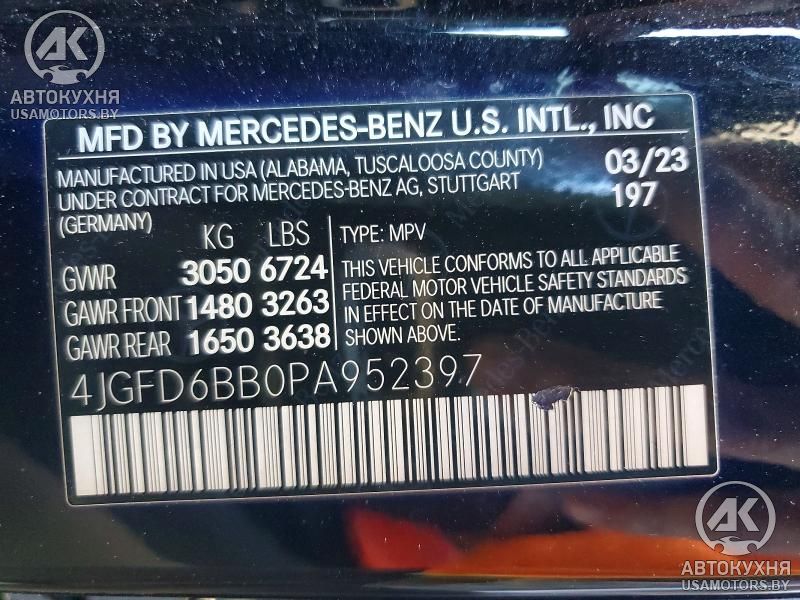 AK
АВТОКУХНЯ
USAMOTORS.BY
MFD BY MERCEDES-BENZ U.S. INTL., INC
MANUFACTURED IN USA (ALABAMA, TUSCALOOSA COUNTY) 03/23
UNDER CONTRACT FOR MERCEDES-BENZ AG, STUTTGART 197
(GERMANY)
KG LBS TYPE: MPV
GVWR 3050 6724 THIS VEHICLE CONFORMS TO ALL APPLICABLE
FEDERAL MOTOR VEHICLE SAFETY STANDARDS
GAWR FRONT 1480 3263 IN EFFECT ON THE DATE OF MANUFACTURE
GAWR REAR 1650 3638 SHOWN ABOVE.
4JGFD6BB0PA952397
AK
АВТОКУХНЯ
USAMOTORS.BY